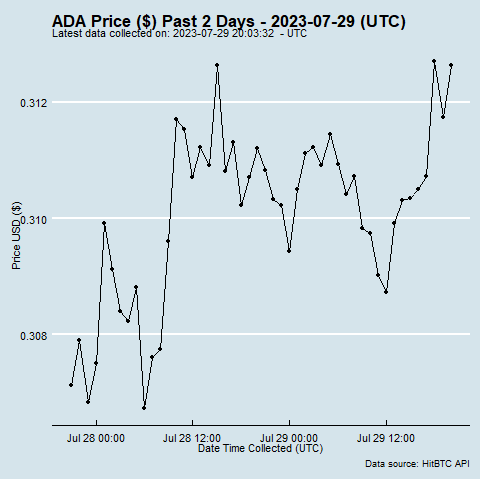 ADA Price ($) Past 2 Days - 2023-07-29 (UTC)
Latest data collected on: 2023-07-29 20:03:32 - UTC
0.312
0.310
0.308
Price USD ($)
Jul 28 00:00
Jul 28 12:00
Jul 29 00:00
Jul 29 12:00
Date Time Collected (UTC)
Data source: HitBTC API